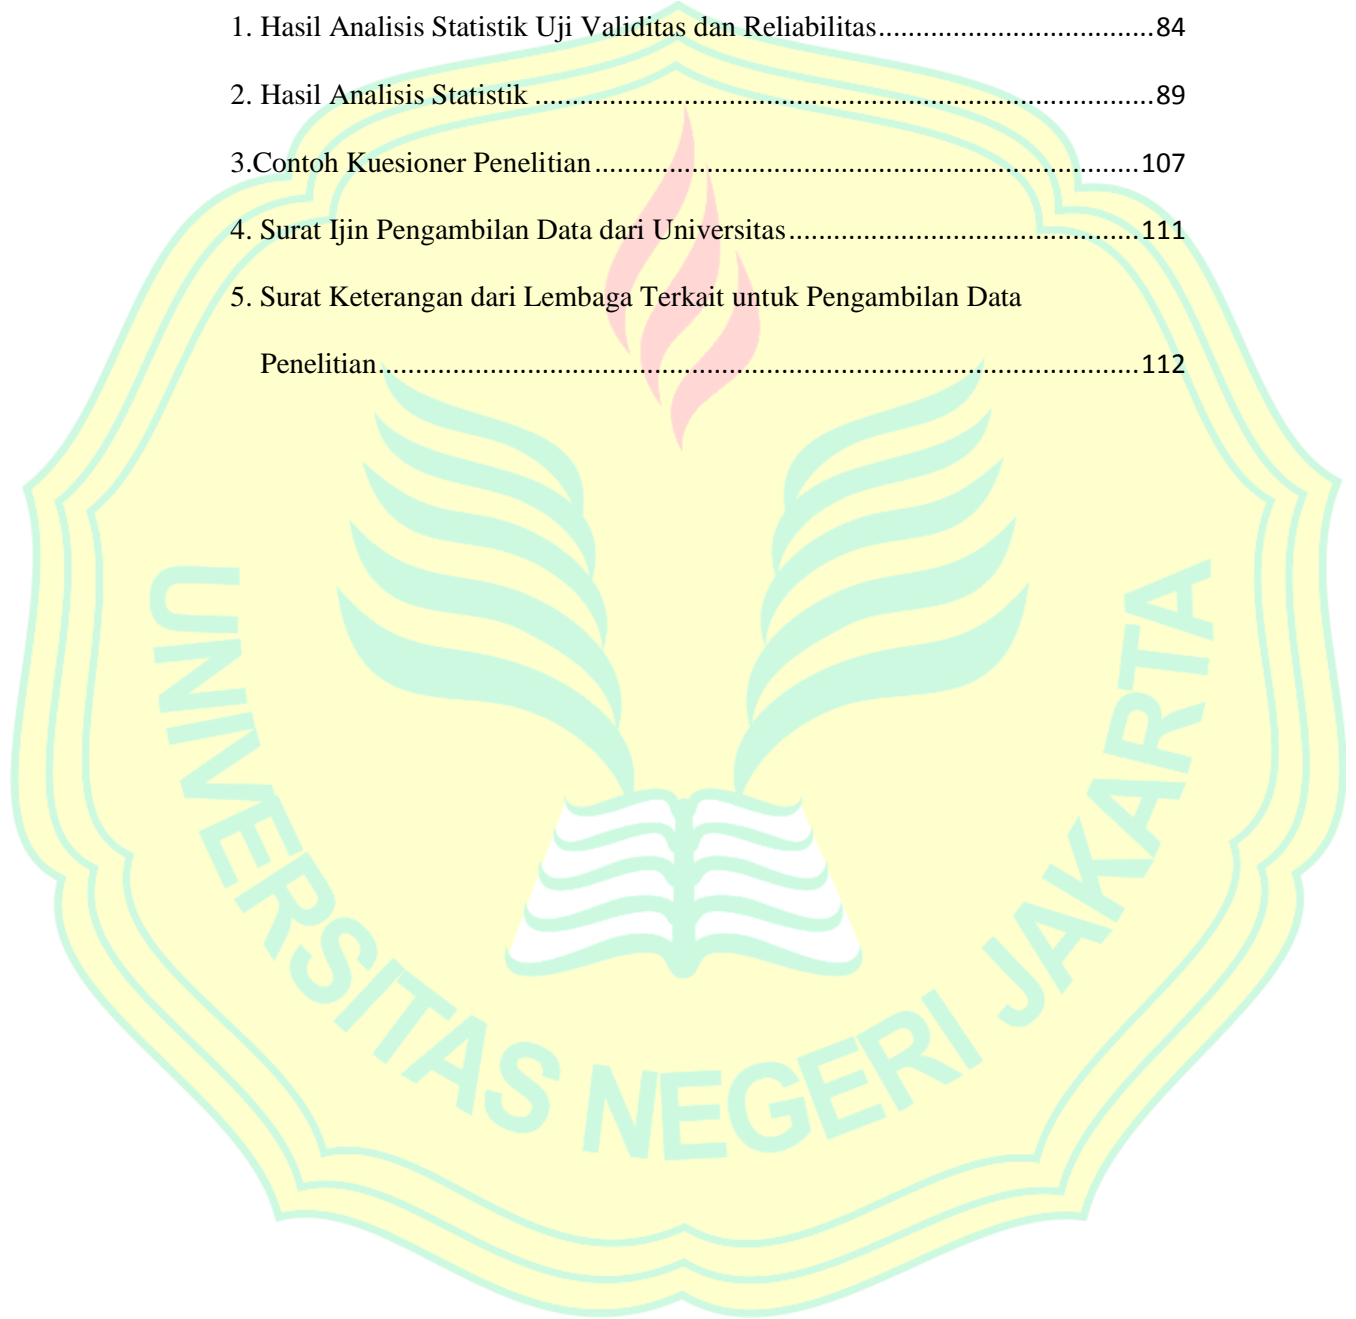 1. Hasil Analisis Statistik Uji Validitas dan Reliabilitas.....................................84
2. Hasil Analisis Statistik ...................................................................................89
3.Contoh Kuesioner Penelitian.........................................................................107
4. Surat Ijin Pengambilan Data dari Universitas...............................................111
5. Surat Keterangan dari Lembaga Terkait untuk Pengambilan Data
Penelitian......................................................................................................112
UNIVERSITAS NEGERI JAKARTA